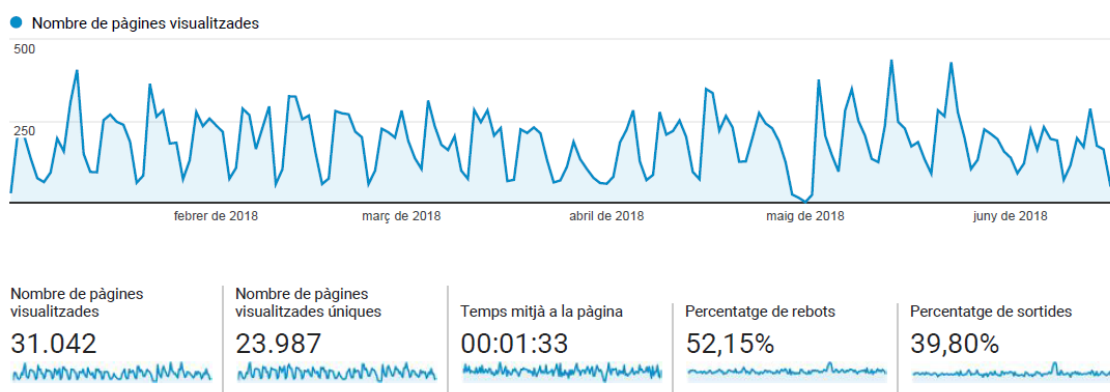 Nombre de pàgines visualitzades
500
250
febrer de 2018
març de 2018
abril de 2018
maig de 2018
juny de 2018
Nombre de pàgines
visualitzades
31.042
Nombre de pàgines
visualitzades úniques
23.987
Temps mitjà a la pàgina
00:01:33
Percentatge de rebots
52,15%
Percentatge de sortides
39,80%